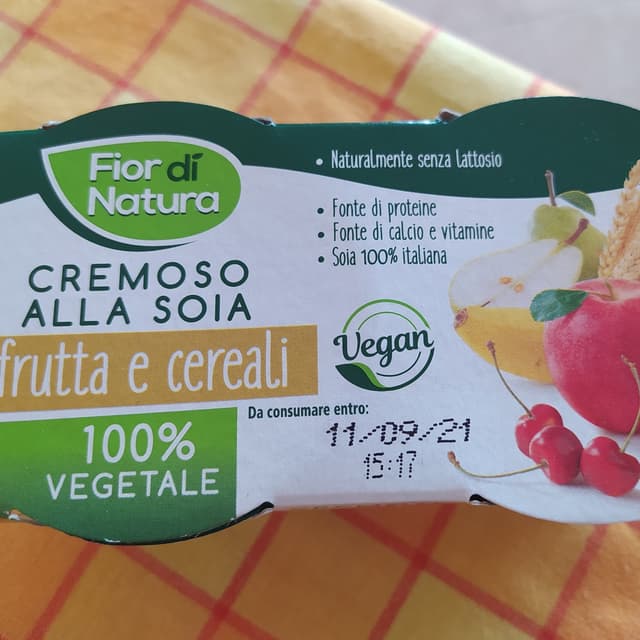 Fior di
Natura
CREMOSO
ALLA SOIA
frutta e cereali
100%
VEGETALE
• Naturalmente senza lattosio
• Fonte di proteine
• Fonte di calcio e vitamine
• Soia 100% italiana
Vegan
Da consumare entro:
11/09/21
15:17